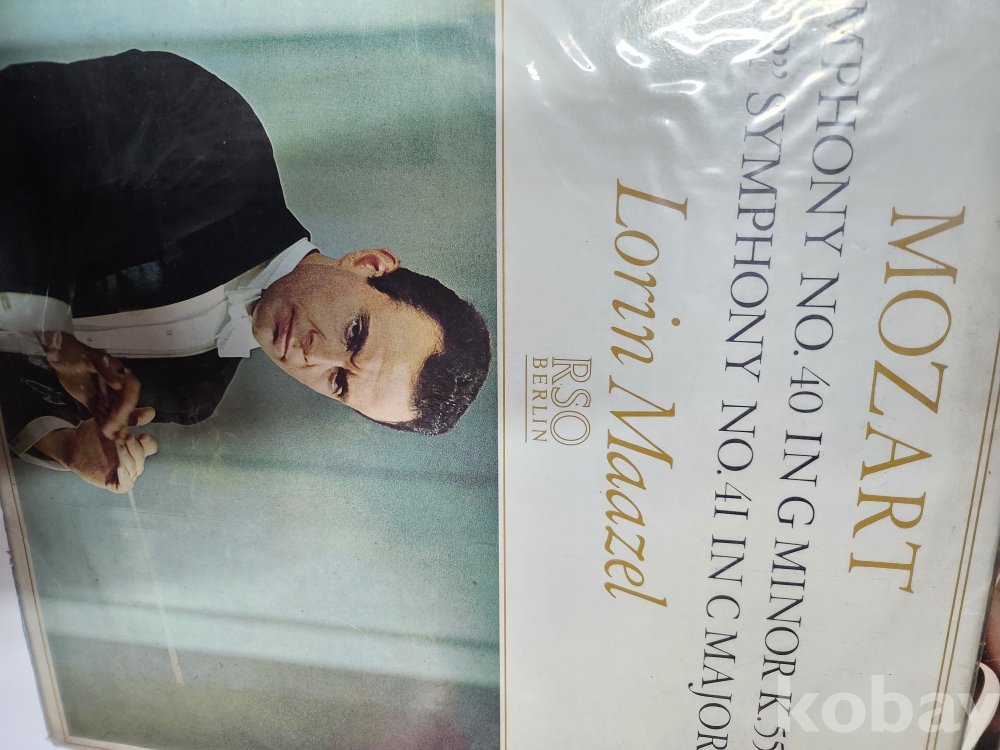 MOZART
MPHONY NO. 40 IN G MINOR K.55
R" SYMPHONY NO. 41 IN C MAJOR
Lorin Maazel
RSO
BERLIN
kobay